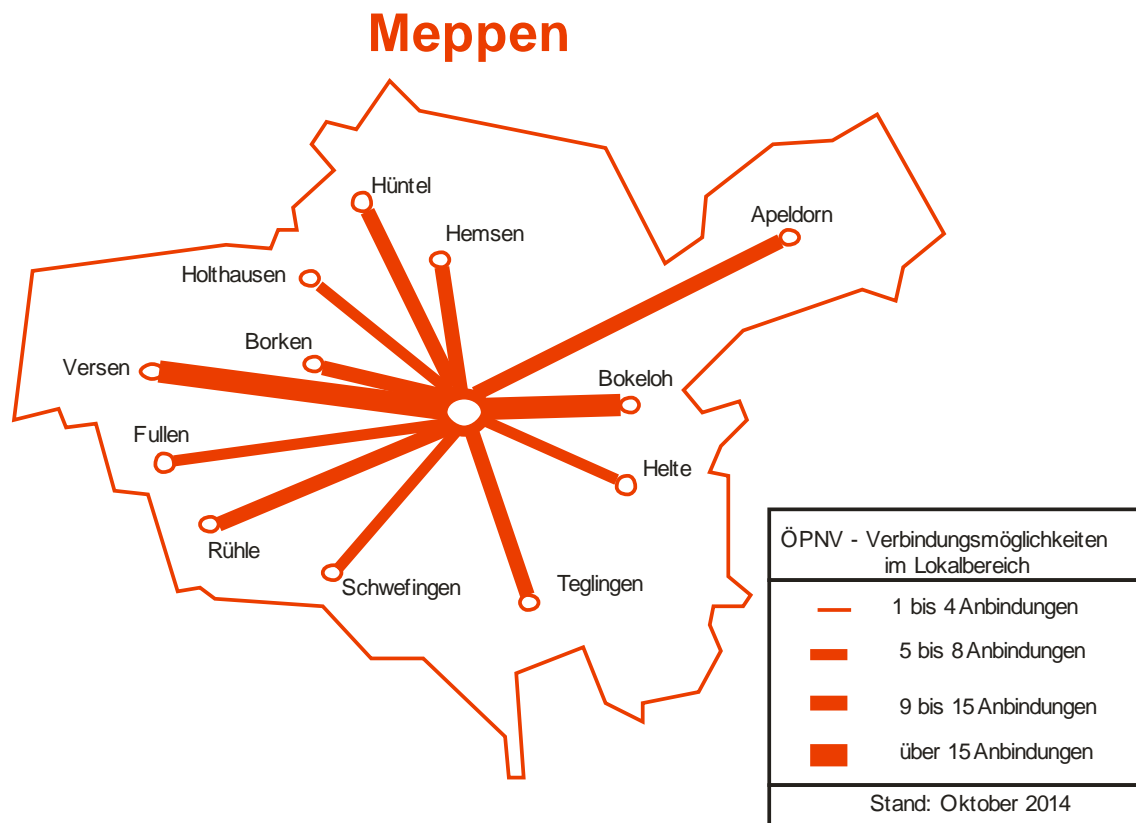 Meppen
Hüntel
Apeldorn
Hemsen
Holthausen
Borken
Versen
Bokeloh
Fullen
Helte
Rühle
Schwefingen
Teglingen
ÖPNV - Verbindungsmöglichkeiten
im Lokalbereich
1 bis 4 Anbindungen
5 bis 8 Anbindungen
9 bis 15 Anbindungen
über 15 Anbindungen
Stand: Oktober 2014